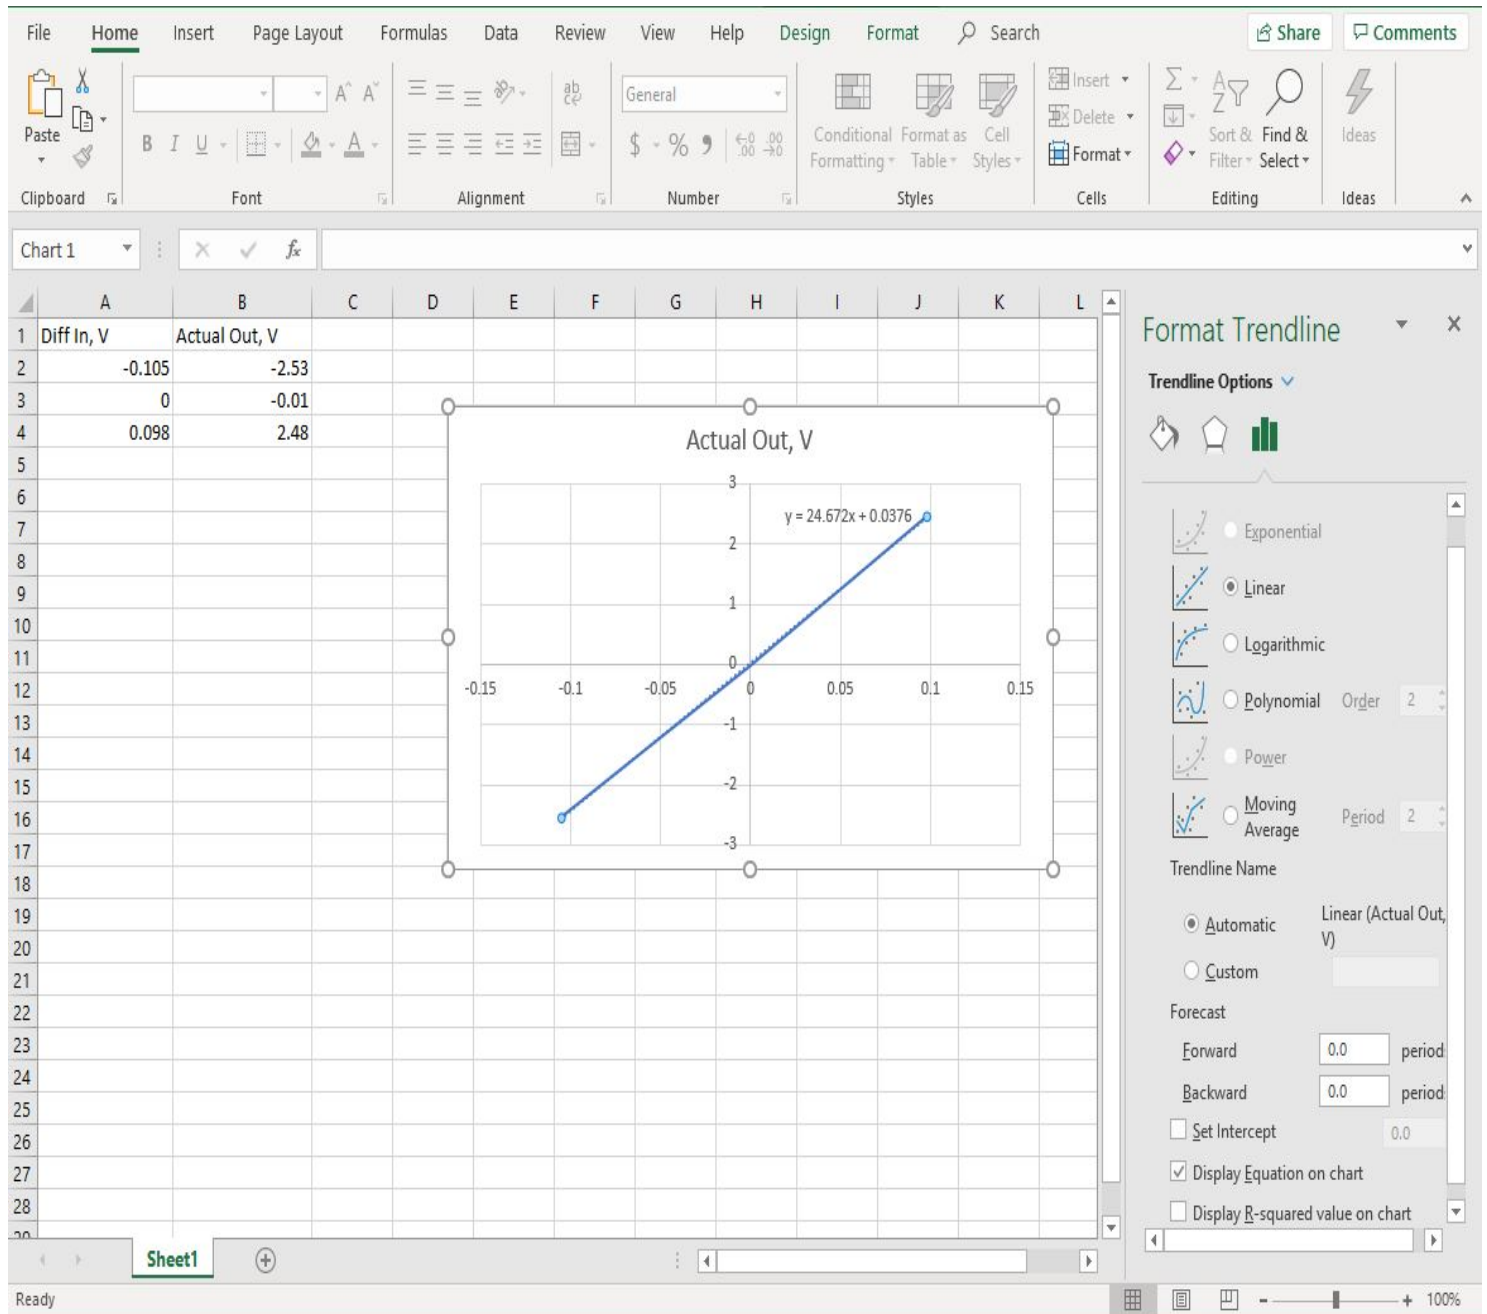 File Home Insert Page Layout Formulas Data Review View Help Design Format Search Share Comments
Paste
Clipboard
A^ A˅
B I U A
Font
ab
Alignment
General
$ % , .00 .00
Number
Conditional Formatting
Format as Table
Cell Styles
Styles
Insert
Delete
Format
Cells
Σ
A Z
Sort & Filter
Find & Select
Editing
Ideas
Ideas
Chart 1 fx
A B C D E F G H I J K L
1 Diff In, V Actual Out, V
2 -0.105 -2.53
3 0 -0.01
4 0.098 2.48
5
6
7
8
9
10
11
12
13
14
15
16
17
18
19
20
21
22
23
24
25
26
27
28
29
Actual Out, V
y = 24.672x + 0.0376
3
2
1
0
-0.15 -0.1 -0.05 0 0.05 0.1 0.15
-1
-2
-3
Format Trendline
Trendline Options
Exponential
Linear
Logarithmic
Polynomial Order 2
Power
Moving Average Period 2
Trendline Name
Automatic Linear (Actual Out, V)
Custom
Forecast
Forward 0.0 period
Backward 0.0 period
Set Intercept 0.0
Display Equation on chart
Display R-squared value on chart
Sheet1
Ready
- + 100%